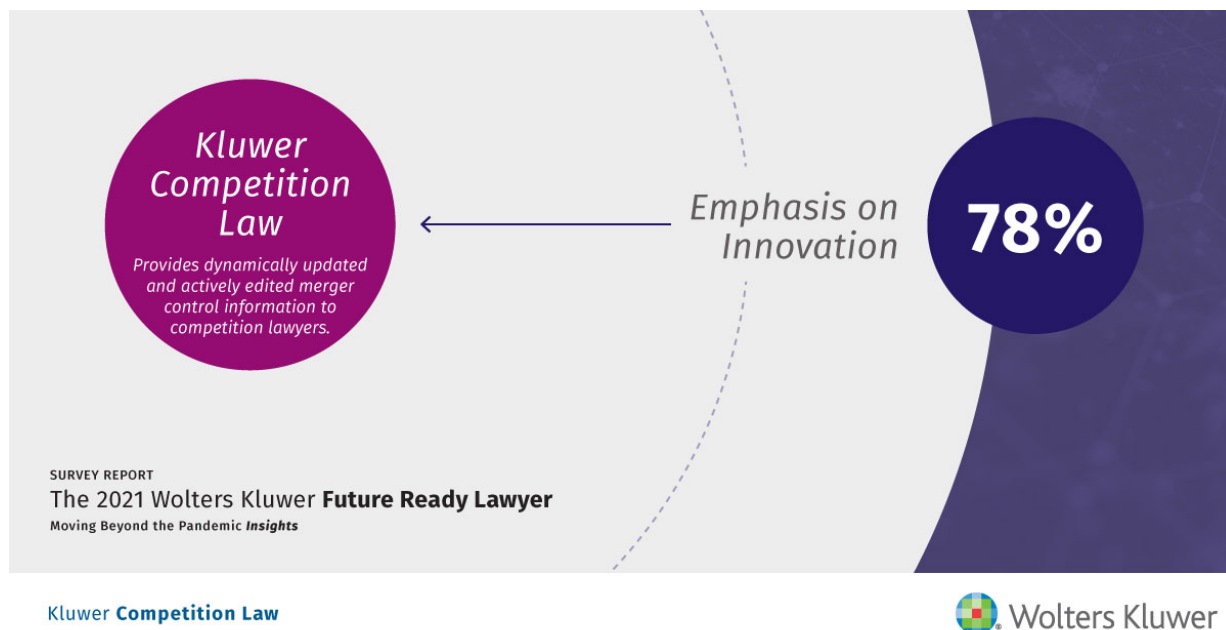 Kluwer
Competition
Law
Provides dynamically updated
and actively edited merger
control information to
competition lawyers.
Emphasis on
Innovation
78%
SURVEY REPORT
The 2021 Wolters Kluwer Future Ready Lawyer
Moving Beyond the Pandemic Insights
Kluwer Competition Law
Wolters Kluwer